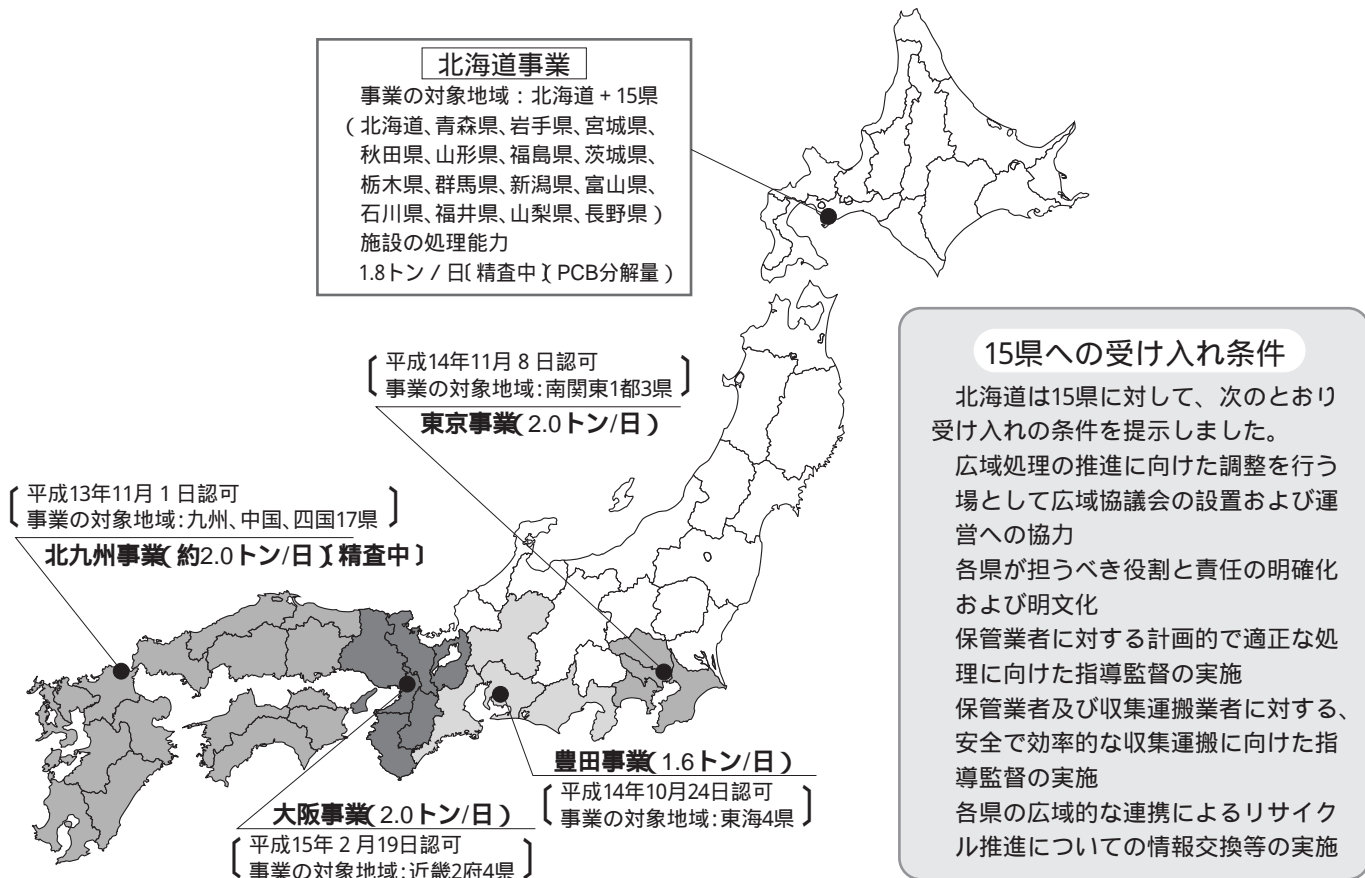 北海道事業
事業の対象地域：北海道＋15県
（北海道、青森県、岩手県、宮城県、
秋田県、山形県、福島県、茨城県、
栃木県、群馬県、新潟県、富山県、
石川県、福井県、山梨県、長野県）
施設の処理能力
1.8トン／日〔精査中〕（PCB分解量）
平成14年11月8日認可
事業の対象地域：南関東1都3県
東京事業（2.0トン/日）
平成13年11月1日認可
事業の対象地域：九州、中国、四国17県
北九州事業（約2.0トン/日）〔精査中〕
豊田事業（1.6トン/日）
平成14年10月24日認可
事業の対象地域：東海4県
大阪事業（2.0トン/日）
平成15年2月19日認可
事業の対象地域：近畿2府4県
15県への受け入れ条件
北海道は15県に対して、次のとおり
受け入れの条件を提示しました。
広域処理の推進に向けた調整を行う
場として広域協議会の設置および運
営への協力
各県が担うべき役割と責任の明確化
および明文化
保管業者に対する計画的で適正な処
理に向けた指導監督の実施
保管業者及び収集運搬業者に対する、
安全で効率的な収集運搬に向けた指
導監督の実施
各県の広域的な連携によるリサイク
ル推進についての情報交換等の実施